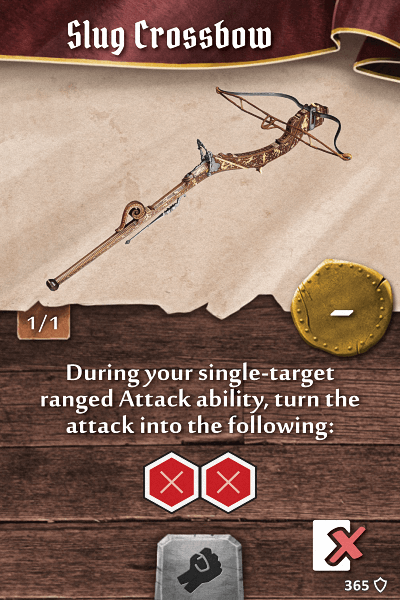 Slug Crossbow
1/1
-
During your single-target
ranged Attack ability, turn the
attack into the following:
365